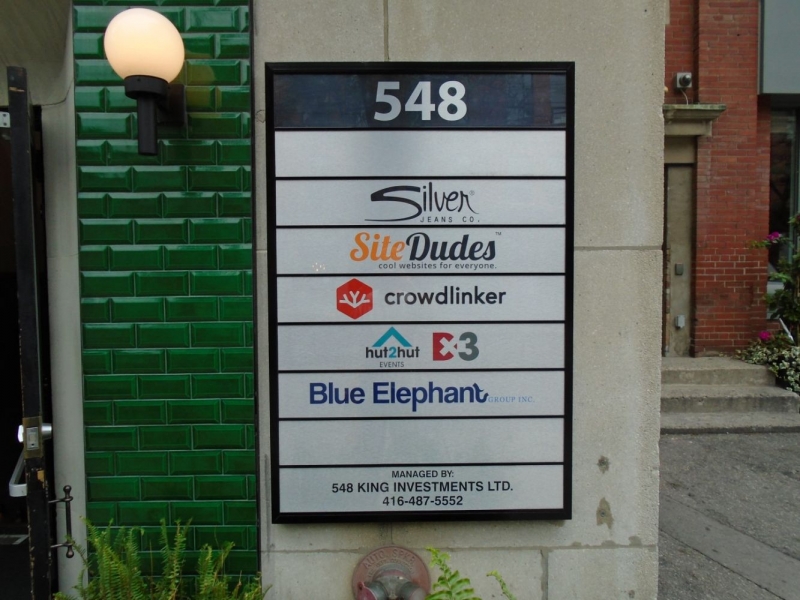 548
Silver®
JEANS CO.
SiteDudes™
cool websites for everyone.
crowdlinker
hut2hut
EVENTS
Dx3
Blue Elephant GROUP INC.
MANAGED BY:
548 KING INVESTMENTS LTD.
416-487-5552